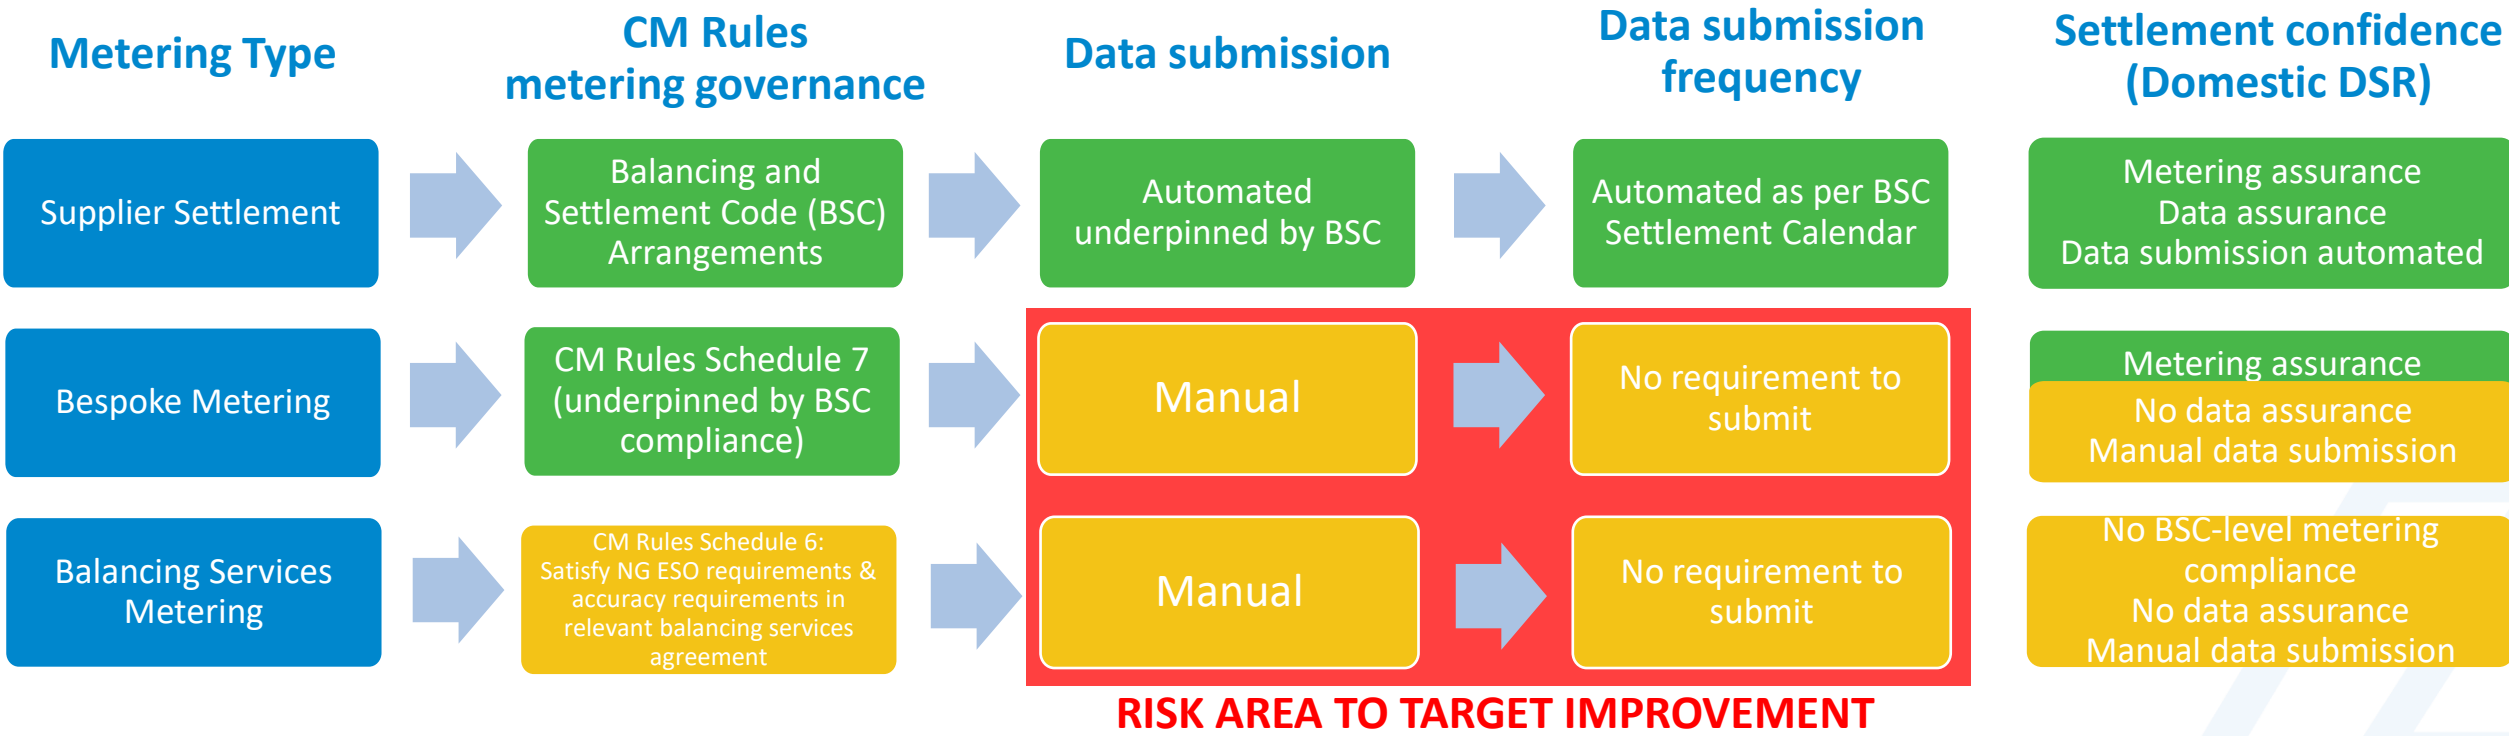 Metering Type
CM Rules
metering governance
Data submission
Data submission
frequency
Settlement confidence
(Domestic DSR)
Supplier Settlement
Balancing and
Settlement Code (BSC)
Arrangements
Automated
underpinned by BSC
Automated as per BSC
Settlement Calendar
Metering assurance
Data assurance
Data submission automated
Bespoke Metering
CM Rules Schedule 7
(underpinned by BSC
compliance)
Manual
No requirement to
submit
Metering assurance
No data assurance
Manual data submission
Balancing Services
Metering
CM Rules Schedule 6:
Satisfy NG ESO requirements &
accuracy requirements in
relevant balancing services
agreement
Manual
No requirement to
submit
No BSC-level metering
compliance
No data assurance
Manual data submission
RISK AREA TO TARGET IMPROVEMENT